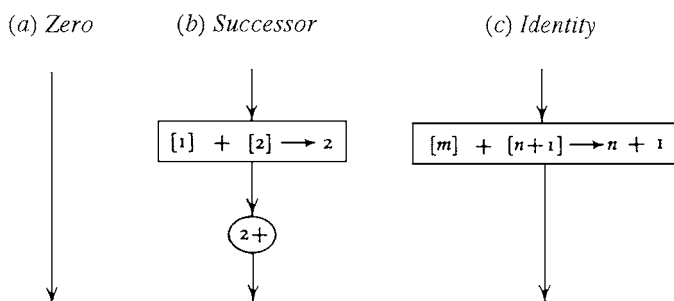 (a) Zero (b) Successor (c) Identity
[1] + [2] → 2 [m] + [n+1] → n + 1
2+